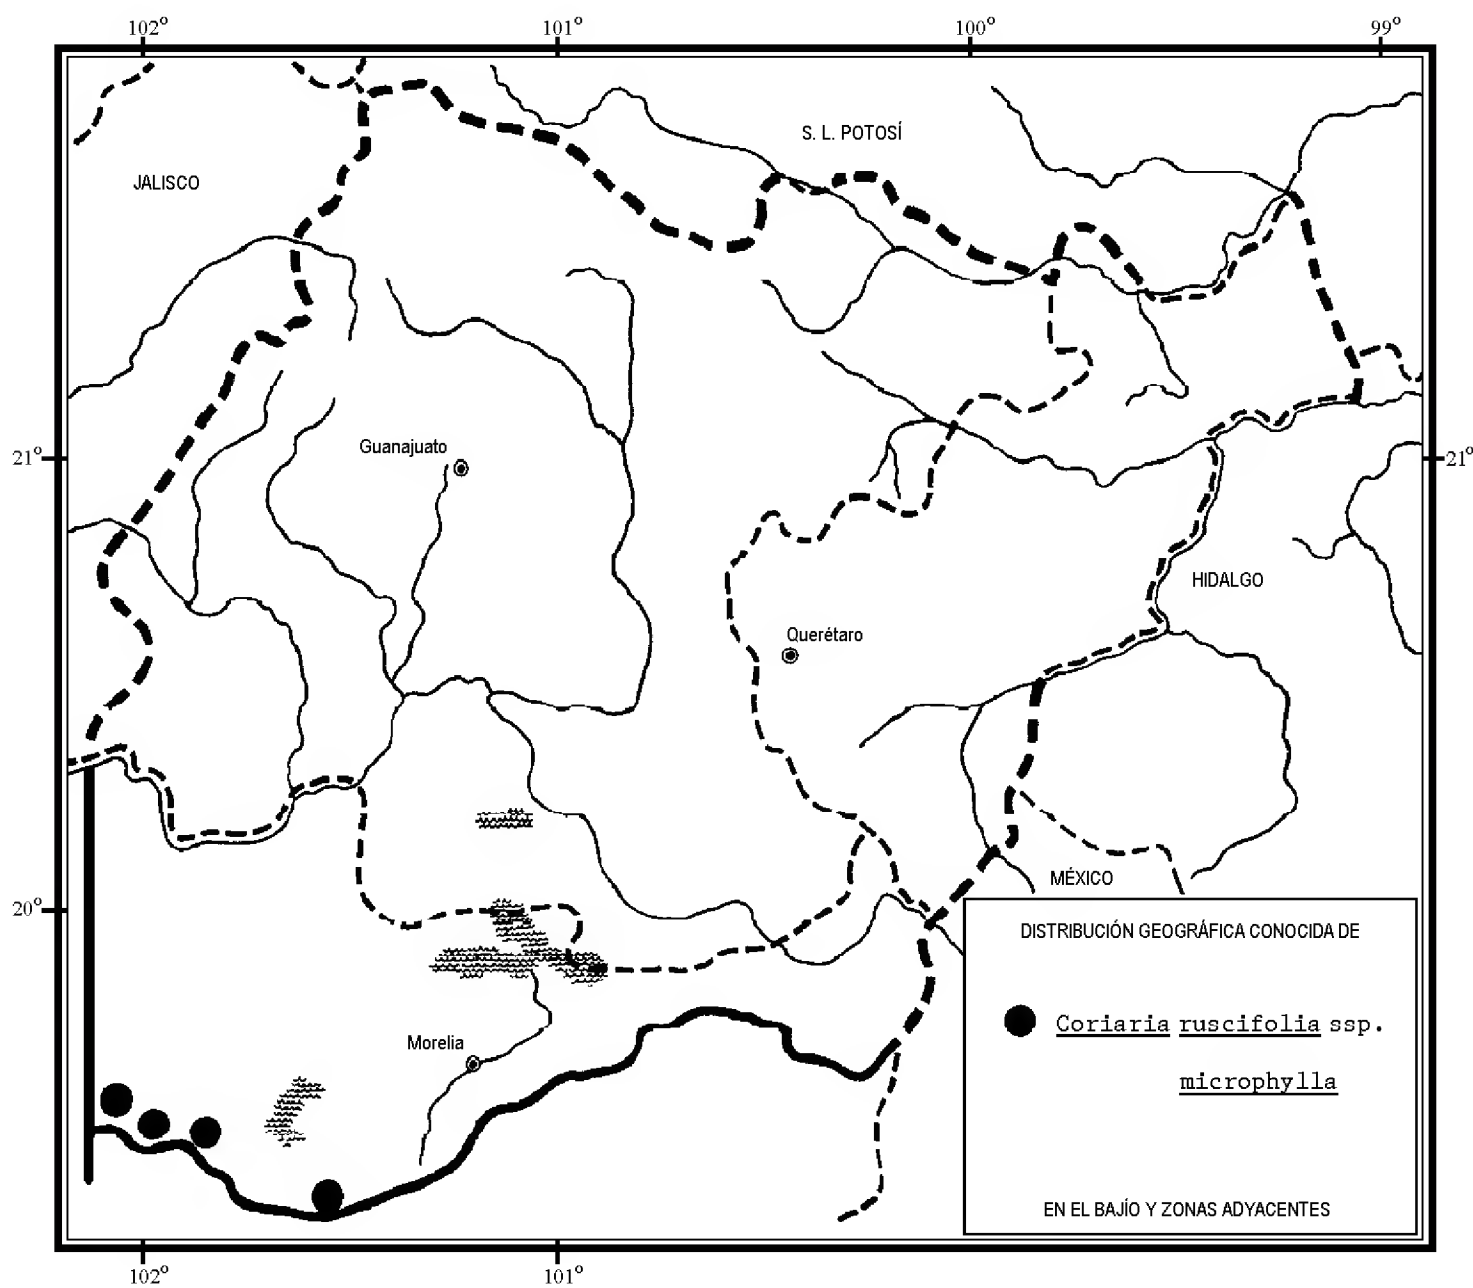 102° 101° 100° 99°
S. L. POTOSÍ
JALISCO
Guanajuato
21° 21°
HIDALGO
Querétaro
MÉXICO
20°
DISTRIBUCIÓN GEOGRÁFICA CONOCIDA DE
Coriaria ruscifolia ssp.
microphylla
Morelia
EN EL BAJÍO Y ZONAS ADYACENTES
102° 101°